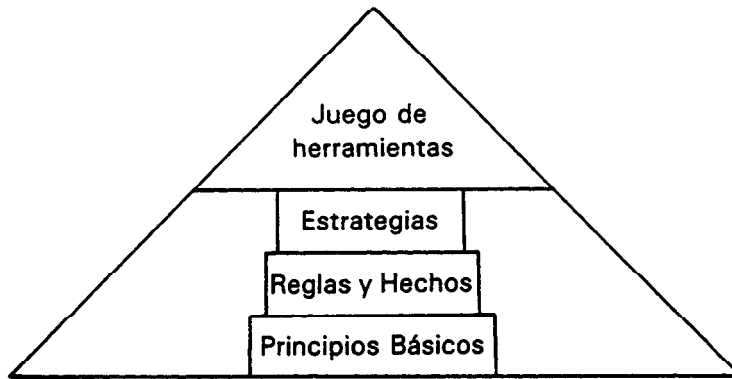 Juego de
herramientas
Estrategias
Reglas y Hechos
Principios Básicos